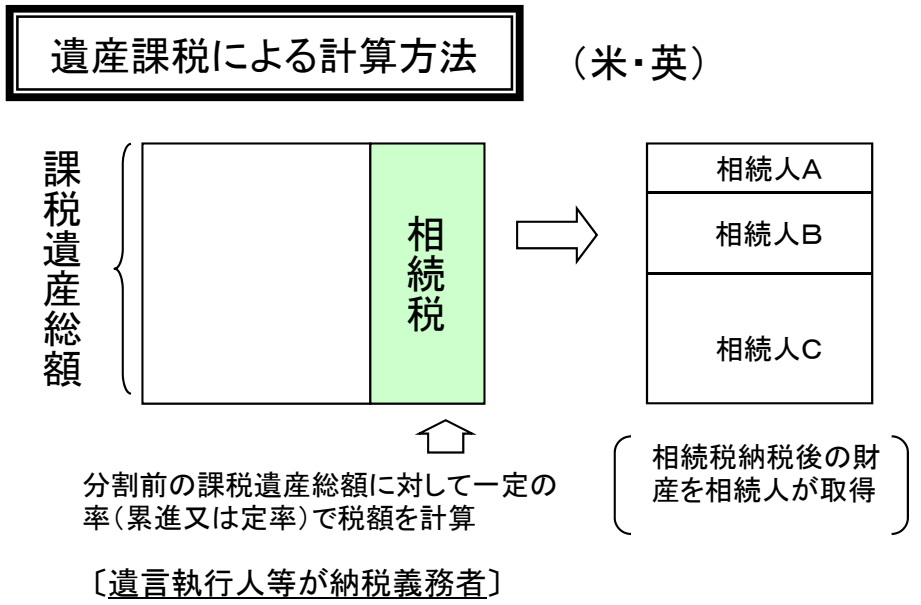 遺産課税による計算方法
（米・英）
課税遺産総額
相続税
相続人A
相続人B
相続人C
分割前の課税遺産総額に対して一定の
率（累進又は定率）で税額を計算
〔遺言執行人等が納税義務者〕
相続税納税後の財
産を相続人が取得